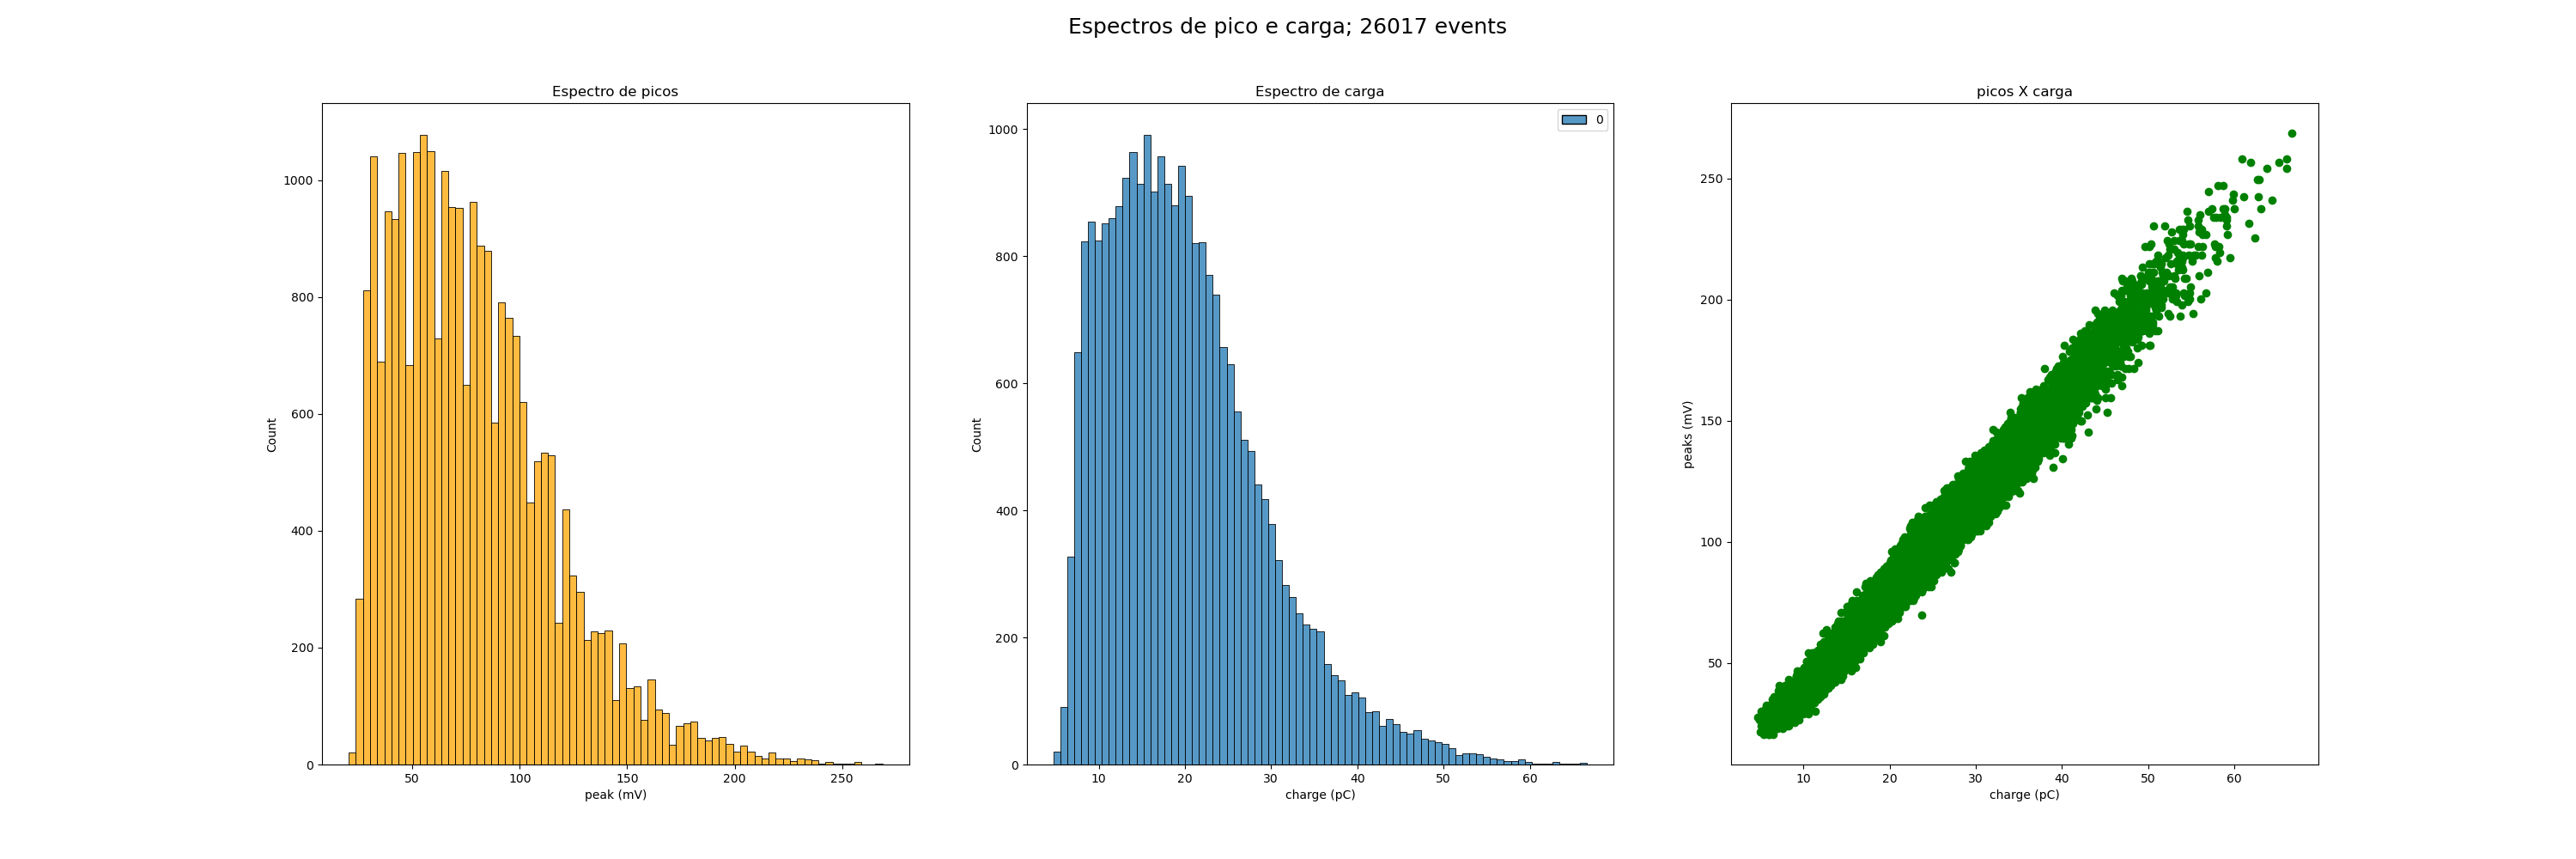 Espectros de pico e carga; 26017 events
Espectro de picos
1000
800
600
400
200
0
Count
50 100 150 200 250
peak (mV)
Espectro de carga
0
1000
800
600
400
200
0
Count
10 20 30 40 50 60
charge (pC)
picos X carga
250
200
150
100
50
peaks (mV)
10 20 30 40 50 60
charge (pC)